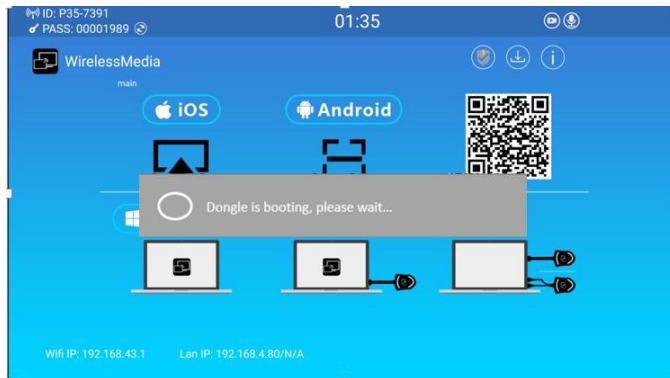 ID: P35-7391
01:35
PASS: 00001989
WirelessMedia
main
iOS
Android
Dongle is booting, please wait...
Wifi IP: 192.168.43.1
Lan IP: 192.168.4.80/N/A